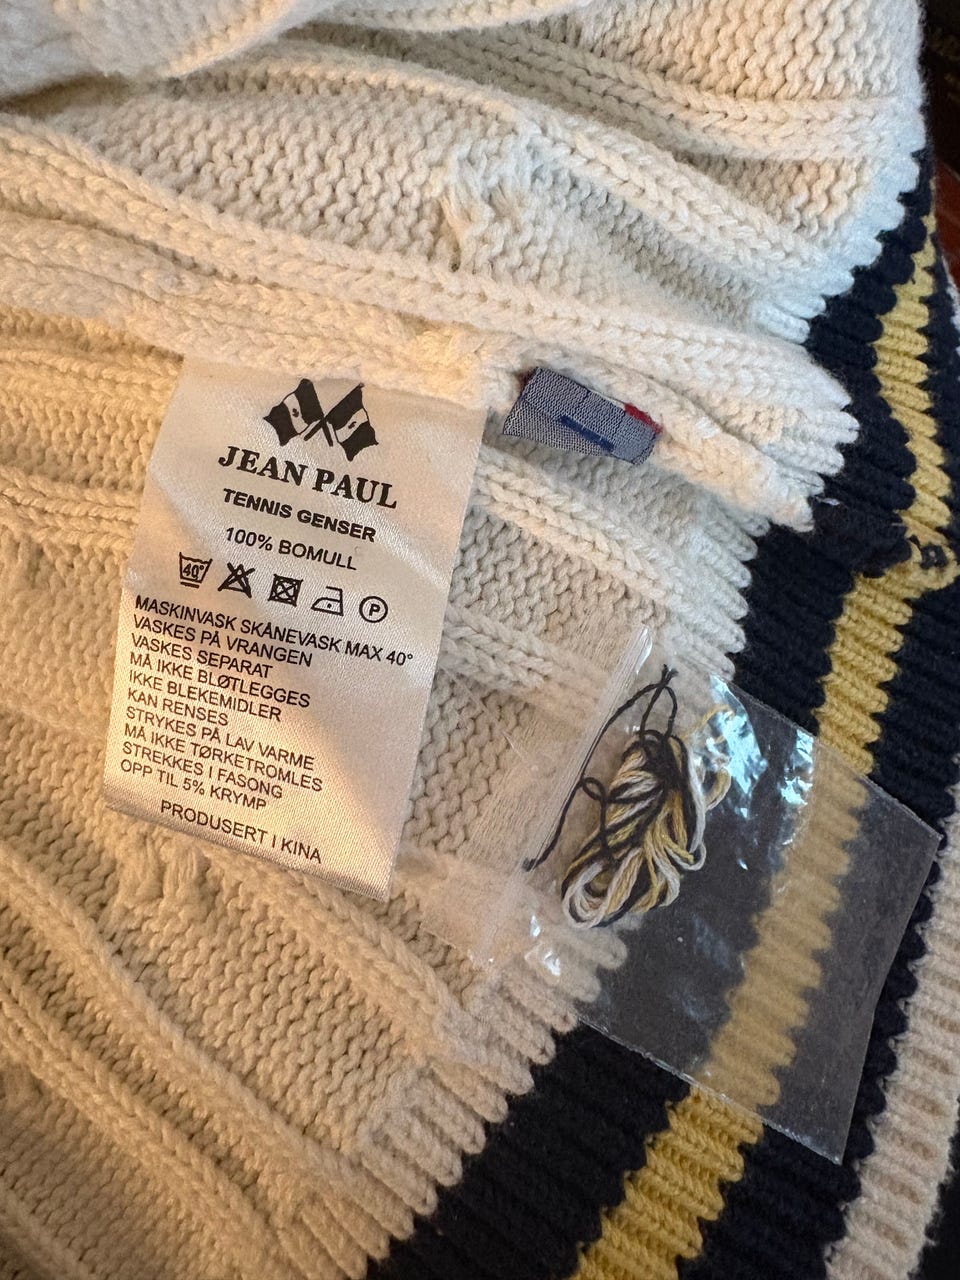 JEAN PAUL
TENNIS GENSER
100% BOMULL
40° P
MASKINVASK SKÅNEVASK MAX 40°
VASKES PÅ VRANGEN
VASKES SEPARAT
MÅ IKKE BLØTLEGGES
IKKE BLEKEMIDLER
KAN RENSES
STRYKES PÅ LAV VARME
MÅ IKKE TØRKETROMLES
STREKKES I FASONG
OPP TIL 5% KRYMP
PRODUSERT I KINA